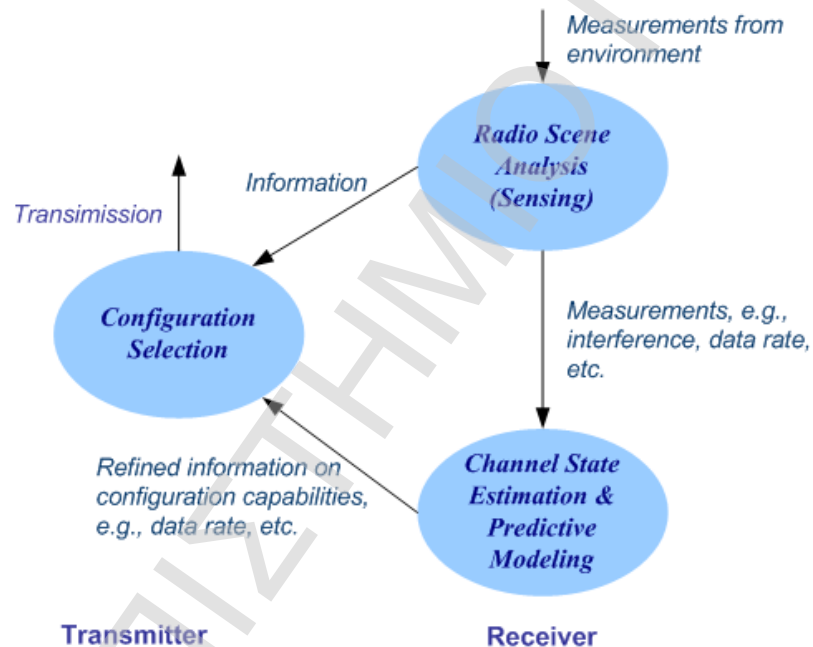 Measurements from
environment
Radio Scene
Analysis
(Sensing)
Information
Transimission
Configuration
Selection
Measurements, e.g.,
interference, data rate,
etc.
Refined information on
configuration capabilities,
e.g., data rate, etc.
Channel State
Estimation &
Predictive
Modeling
Transmitter
Receiver
ΠΙΣΤΗΜΙΟ